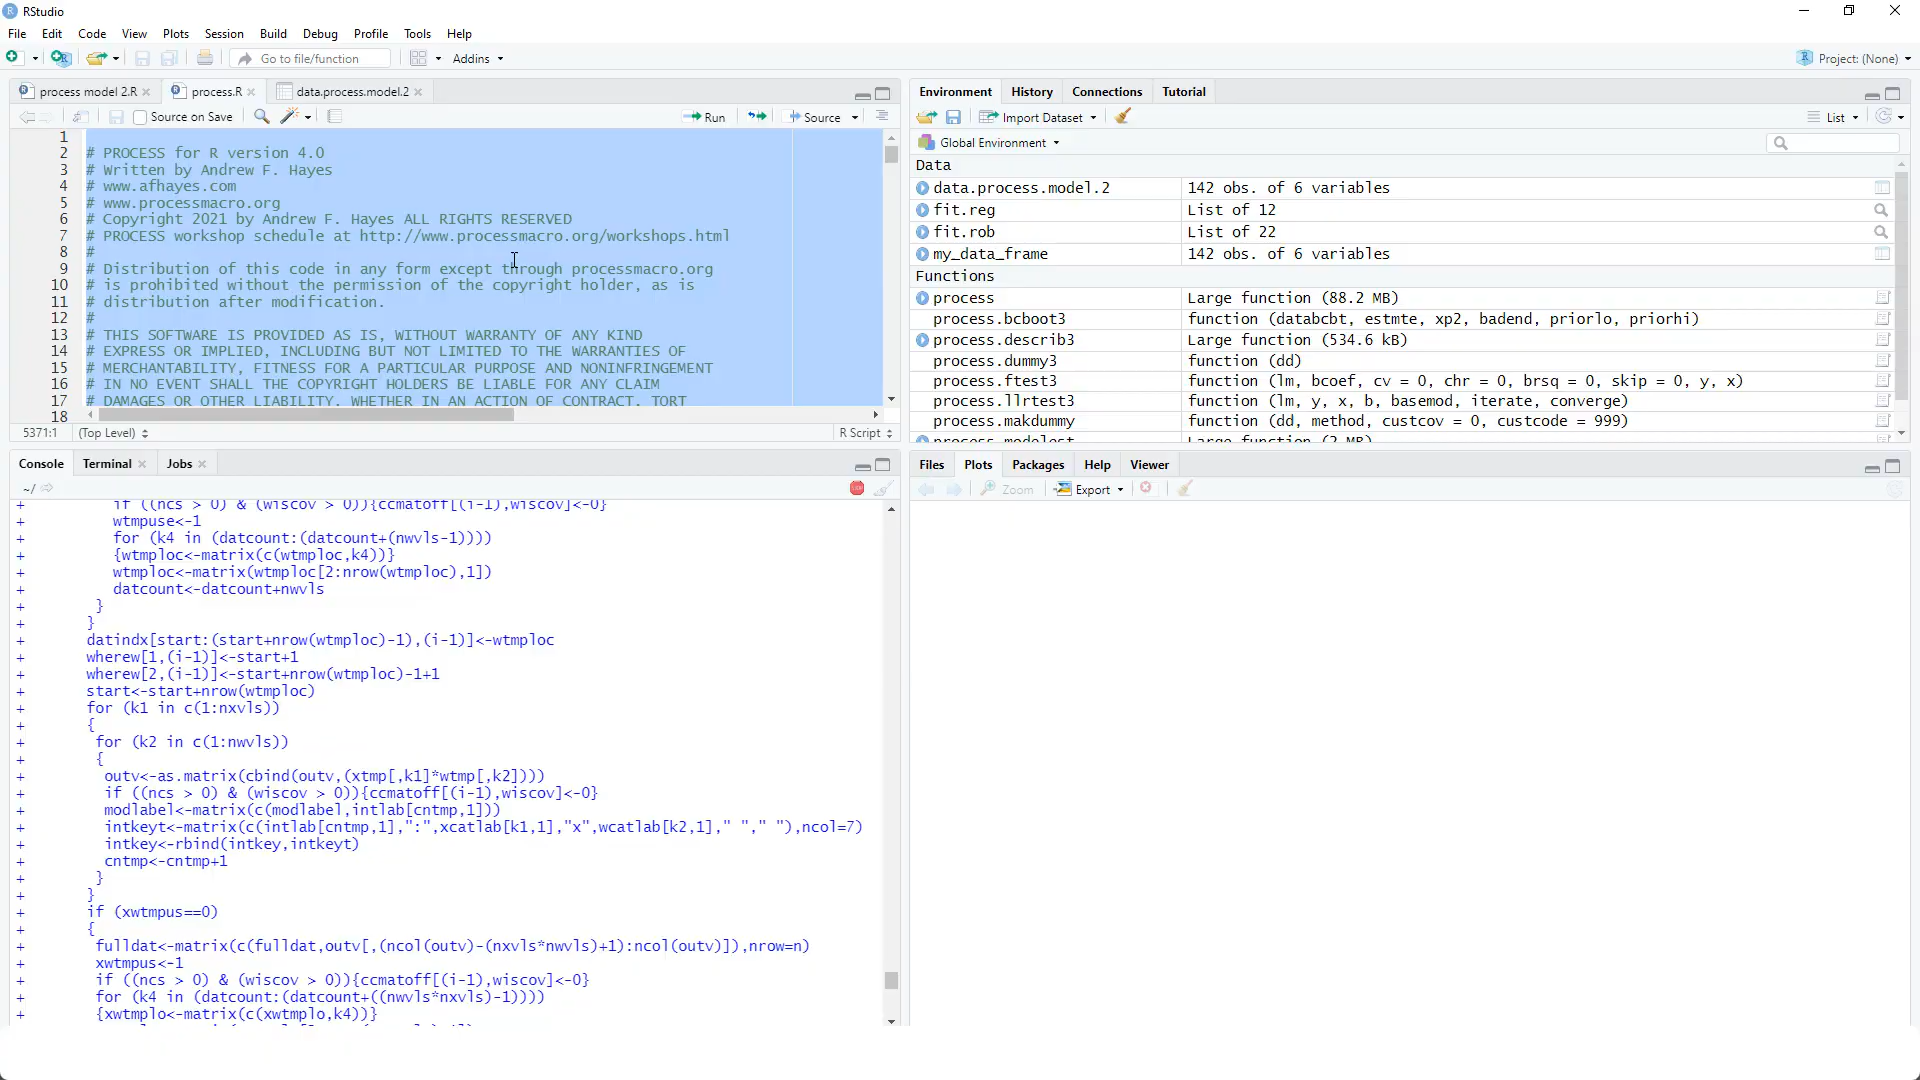 RStudio
File Edit Code View Plots Session Build Debug Profile Tools Help
Go to file/function Addins Project: (None)
process model 2.R process.R data.process.model.2
Source on Save Run Source
1
2 # PROCESS for R version 4.0
3 # Written by Andrew F. Hayes
4 # www.afhayes.com
5 # www.processmacro.org
6 # Copyright 2021 by Andrew F. Hayes ALL RIGHTS RESERVED
7 # PROCESS workshop schedule at http://www.processmacro.org/workshops.html
8 #
9 # Distribution of this code in any form except through processmacro.org
10 # is prohibited without the permission of the copyright holder, as is
11 # distribution after modification.
12 #
13 # THIS SOFTWARE IS PROVIDED AS IS, WITHOUT WARRANTY OF ANY KIND
14 # EXPRESS OR IMPLIED, INCLUDING BUT NOT LIMITED TO THE WARRANTIES OF
15 # MERCHANTABILITY, FITNESS FOR A PARTICULAR PURPOSE AND NONINFRINGEMENT
16 # IN NO EVENT SHALL THE COPYRIGHT HOLDERS BE LIABLE FOR ANY CLAIM
17 # DAMAGES OR OTHER LIABILITY, WHETHER IN AN ACTION OF CONTRACT, TORT
18
5371:1 (Top Level) R Script
Console Terminal Jobs
~/
+ if ((ncs > 0) & (wiscov > 0)){ccmatoff[(i-1),wiscov]<-0}
+ wtmpuse<-1
+ for (k4 in (datcount:(datcount+(nwvls-1))))
+ {wtmploc<-matrix(c(wtmploc,k4))}
+ wtmploc<-matrix(wtmploc[2:nrow(wtmploc),1])
+ datcount<-datcount+nwvls
+ }
+ }
+ datindx[start:(start+nrow(wtmploc)-1),(i-1)]<-wtmploc
+ wherew[1,(i-1)]<-start+1
+ wherew[2,(i-1)]<-start+nrow(wtmploc)-1+1
+ start<-start+nrow(wtmploc)
+ for (k1 in c(1:nxvls))
+ {
+ for (k2 in c(1:nwvls))
+ {
+ outv<-as.matrix(cbind(outv,(xtmp[,k1]*wtmp[,k2])))
+ if ((ncs > 0) & (wiscov > 0)){ccmatoff[(i-1),wiscov]<-0}
+ modlabel<-matrix(c(modlabel,intlab[cntmp,1]))
+ intkeyt<-matrix(c(intlab[cntmp,1],":",xcatlab[k1,1],"x",wcatlab[k2,1]," "," "),ncol=7)
+ intkey<-rbind(intkey,intkeyt)
+ cntmp<-cntmp+1
+ }
+ }
+ if (xwtmpus==0)
+ {
+ fulldat<-matrix(c(fulldat,outv[,(ncol(outv)-(nxvls*nwvls)+1):ncol(outv)]),nrow=n)
+ xwtmpus<-1
+ if ((ncs > 0) & (wiscov > 0)){ccmatoff[(i-1),wiscov]<-0}
+ for (k4 in (datcount:(datcount+((nwvls*nxvls)-1))))
+ {xwtmplo<-matrix(c(xwtmplo,k4))}
Environment History Connections Tutorial
Import Dataset List
Global Environment
Data
data.process.model.2 142 obs. of 6 variables
fit.reg List of 12
fit.rob List of 22
my_data_frame 142 obs. of 6 variables
Functions
process Large function (88.2 MB)
process.bcboot3 function (databcbt, estmte, xp2, badend, priorlo, priorhi)
process.describ3 Large function (534.6 kB)
process.dummy3 function (dd)
process.ftest3 function (lm, bcoef, cv = 0, chr = 0, brsq = 0, skip = 0, y, x)
process.llrtest3 function (lm, y, x, b, basemod, iterate, converge)
process.makdummy function (dd, method, custcov = 0, custcode = 999)
process.modelest Large function (2 MB)
Files Plots Packages Help Viewer
Zoom Export